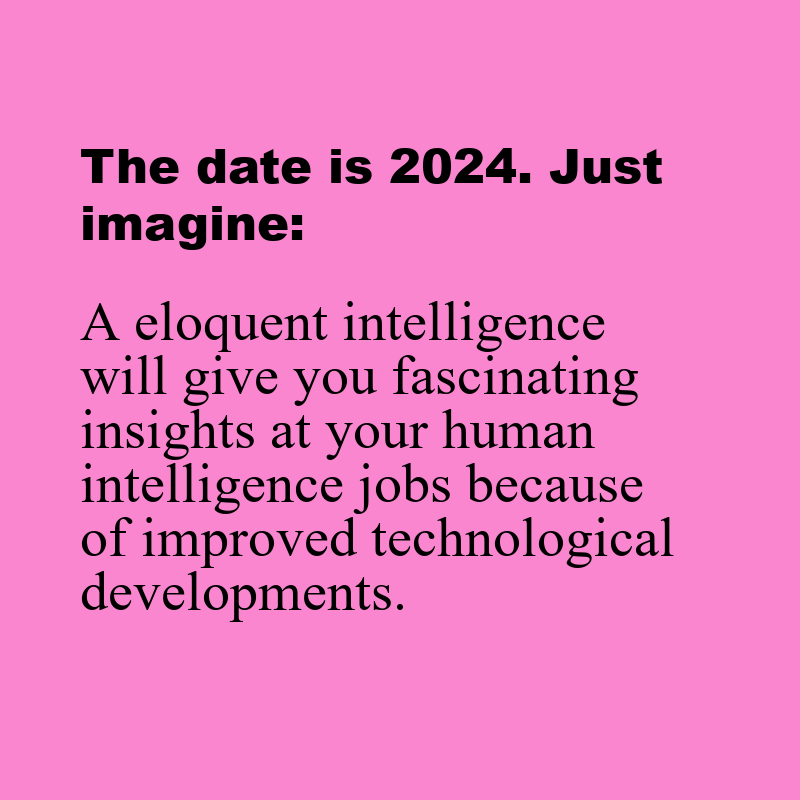 The date is 2024. Just
imagine:
A eloquent intelligence
will give you fascinating
insights at your human
intelligence jobs because
of improved technological
developments.